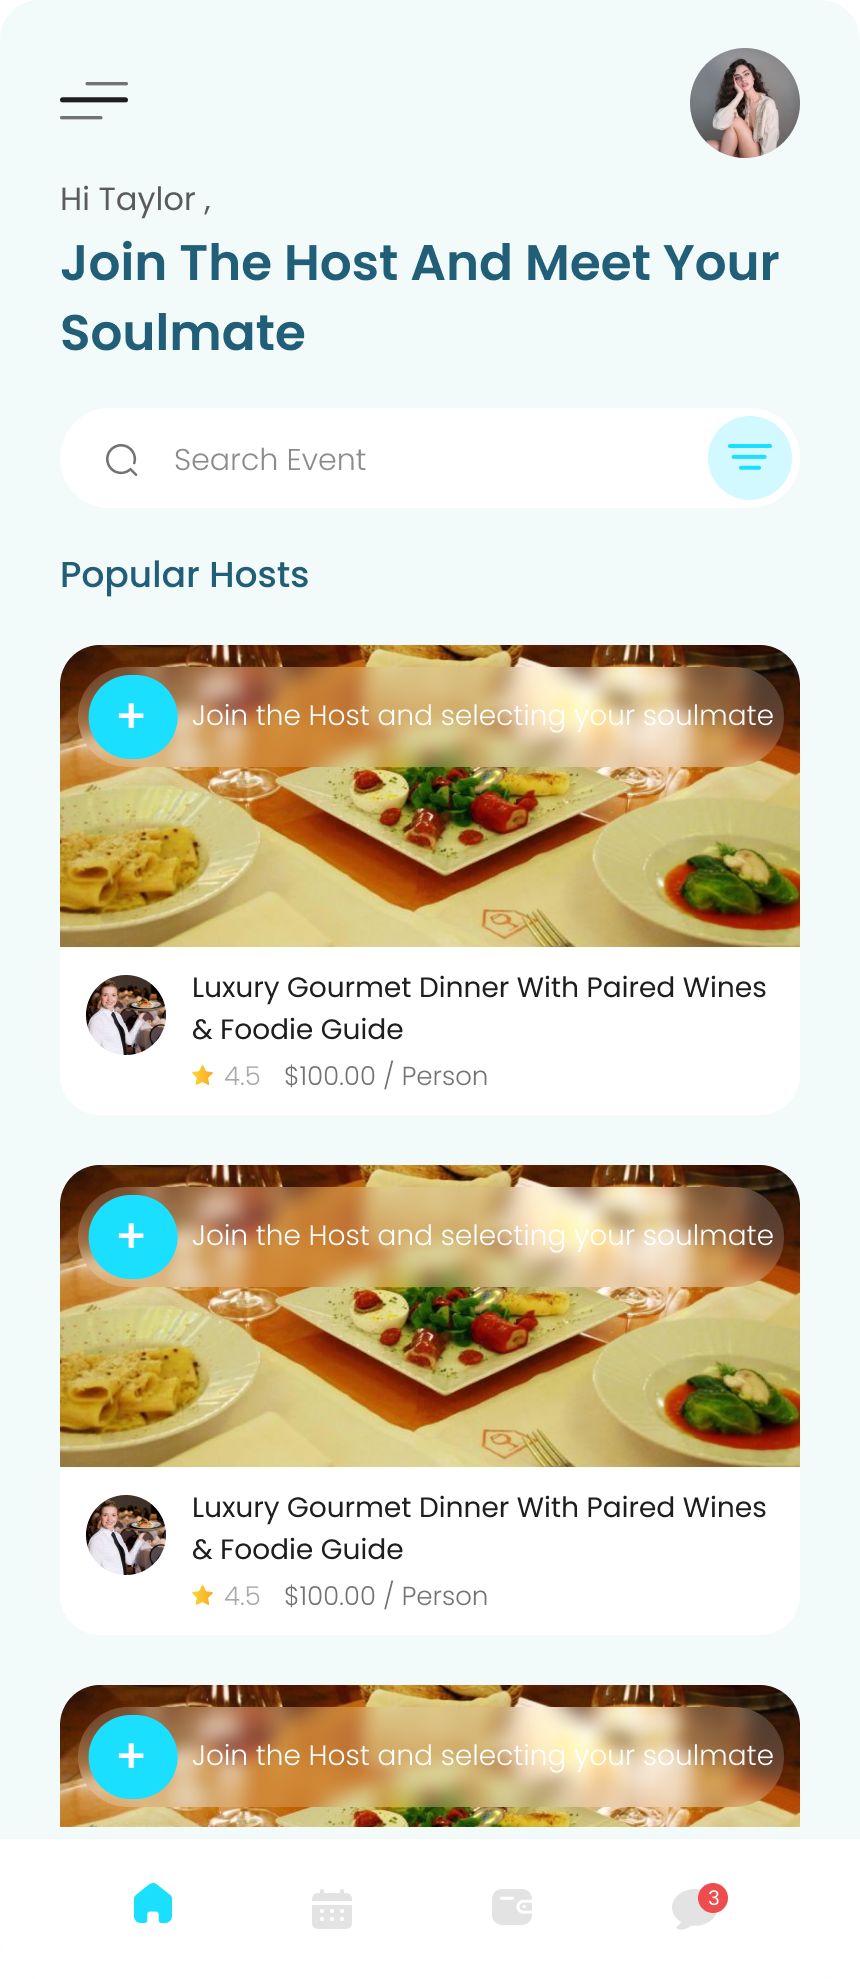 Hi Taylor ,
Join The Host And Meet Your
Soulmate
Search Event
Popular Hosts
+ Join the Host and selecting your soulmate
Luxury Gourmet Dinner With Paired Wines
& Foodie Guide
4.5 $100.00 / Person
+ Join the Host and selecting your soulmate
Luxury Gourmet Dinner With Paired Wines
& Foodie Guide
4.5 $100.00 / Person
+ Join the Host and selecting your soulmate
3